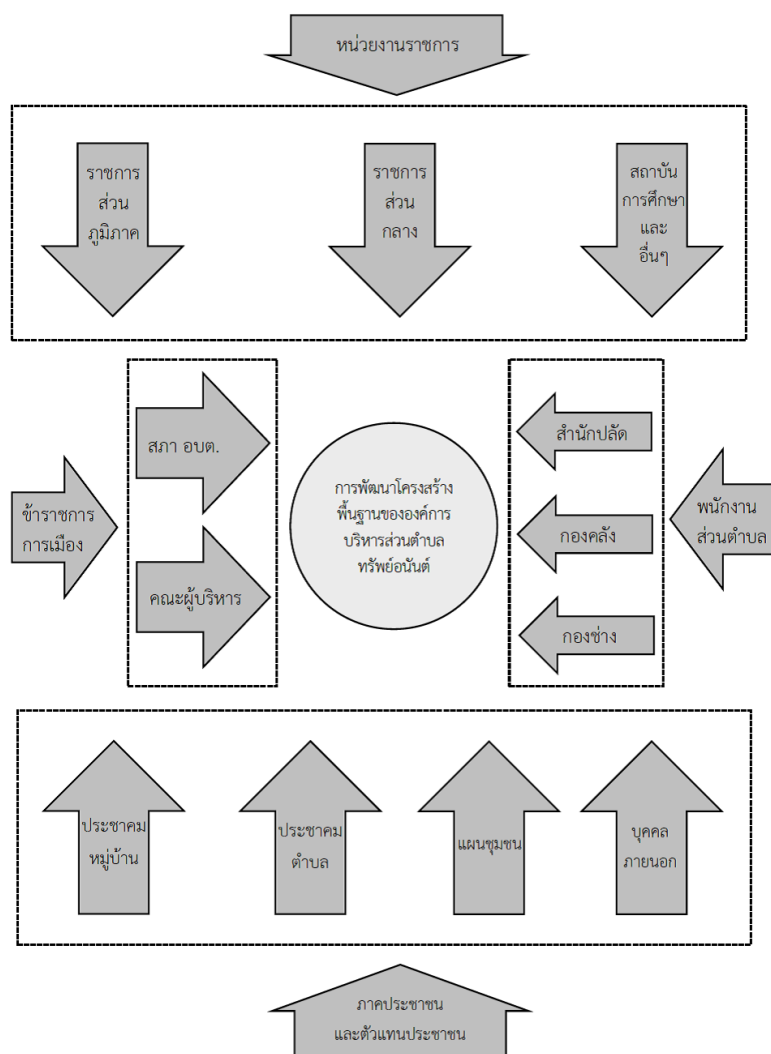 หน่วยงานราชการ
ราชการ
ส่วน
ภูมิภาค
ราชการ
ส่วน
กลาง
สถาบัน
การศึกษา
และ
อื่นๆ
ข้าราชการ
การเมือง
สภา อบต.
คณะผู้บริหาร
การพัฒนาโครงสร้าง
พื้นฐานขององค์การ
บริหารส่วนตำบล
ทรัพย์อนันต์
สำนักปลัด
กองคลัง
กองช่าง
พนักงาน
ส่วนตำบล
ประชาคม
หมู่บ้าน
ประชาคม
ตำบล
แผนชุมชน
บุคคล
ภายนอก
ภาคประชาชน
และตัวแทนประชาชน